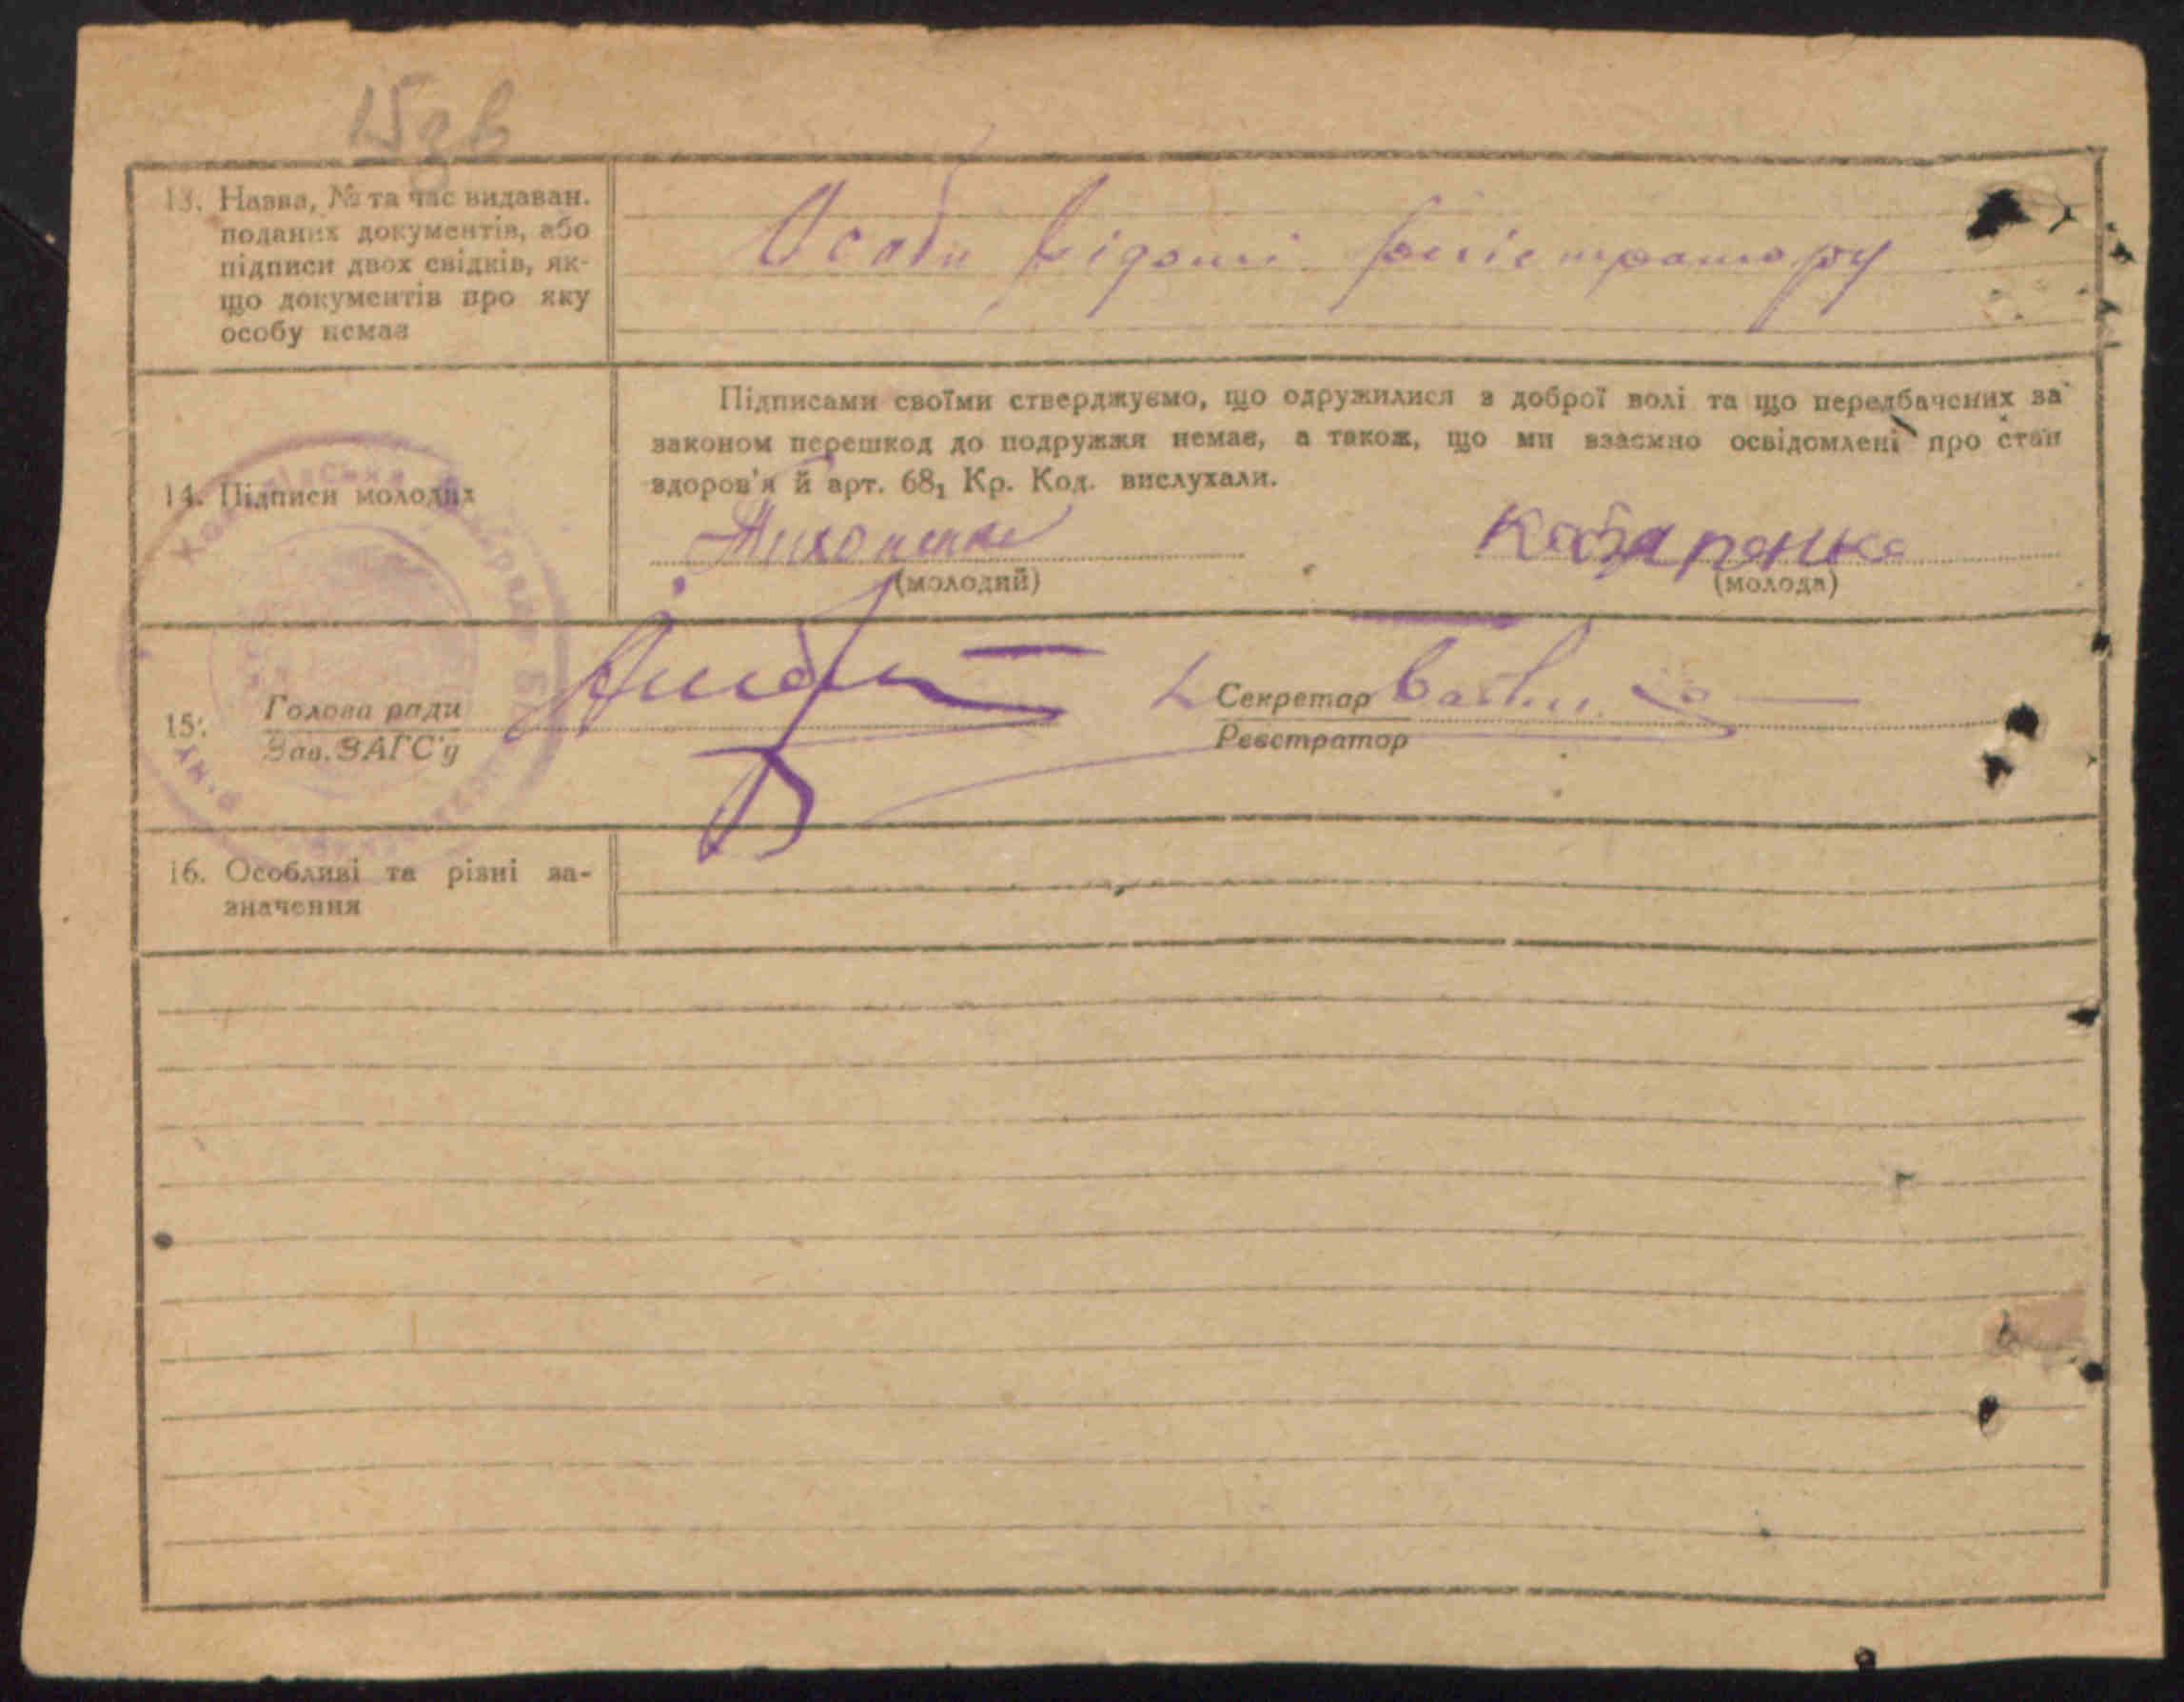 15зв
13. Назва, № та час видаван.
поданих документів, або
підписи двох свідків, як-
що документів про яку
особу немає
Особи відомі реєстратору
14. Підписи молодих
Підписами своїми стверджуємо, що одружилися з доброї волі та що передбачених за
законом перешкод до подружжя немає, а також, що ми взаємно освідомлені про стан
здоров'я й арт. 68₁ Кр. Код. вислухали.
(молодий)
(молода)
15. Голова ради
Зав. ЗАГС'у
Секретар
Реєстратор
16. Особливі та різні за-
значення